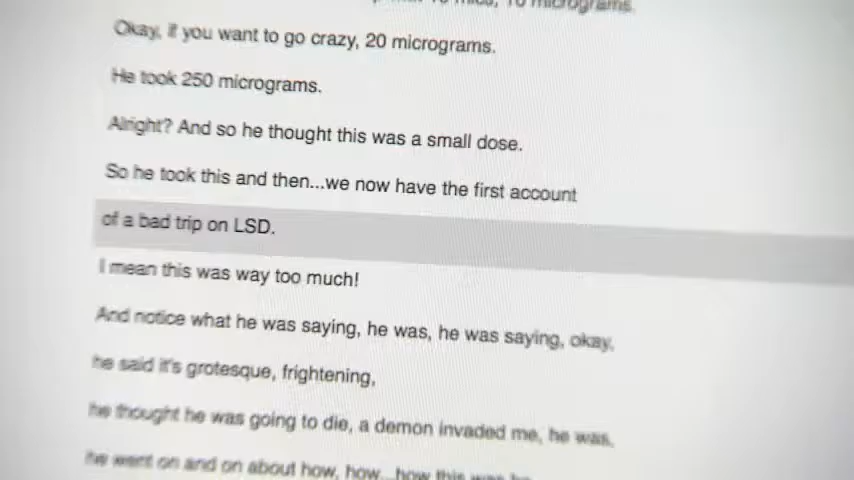 micrograms.
Okay, if you want to go crazy, 20 micrograms.
He took 250 micrograms.
Alright? And so he thought this was a small dose.
So he took this and then...we now have the first account
of a bad trip on LSD.
I mean this was way too much!
And notice what he was saying, he was, he was saying, okay,
he said it's grotesque, frightening,
he thought he was going to die, a demon invaded me, he was,
he went on and on about how, how...how this was